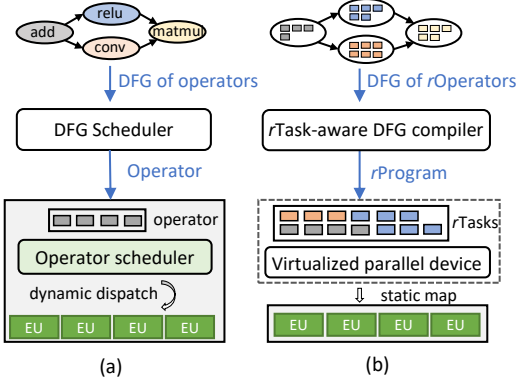 relu
add
matmul
conv
DFG of operators
DFG Scheduler
Operator
operator
Operator scheduler
dynamic dispatch
EU EU EU EU
(a)
DFG of rOperators
rTask-aware DFG compiler
rProgram
rTasks
Virtualized parallel device
static map
EU EU EU EU
(b)